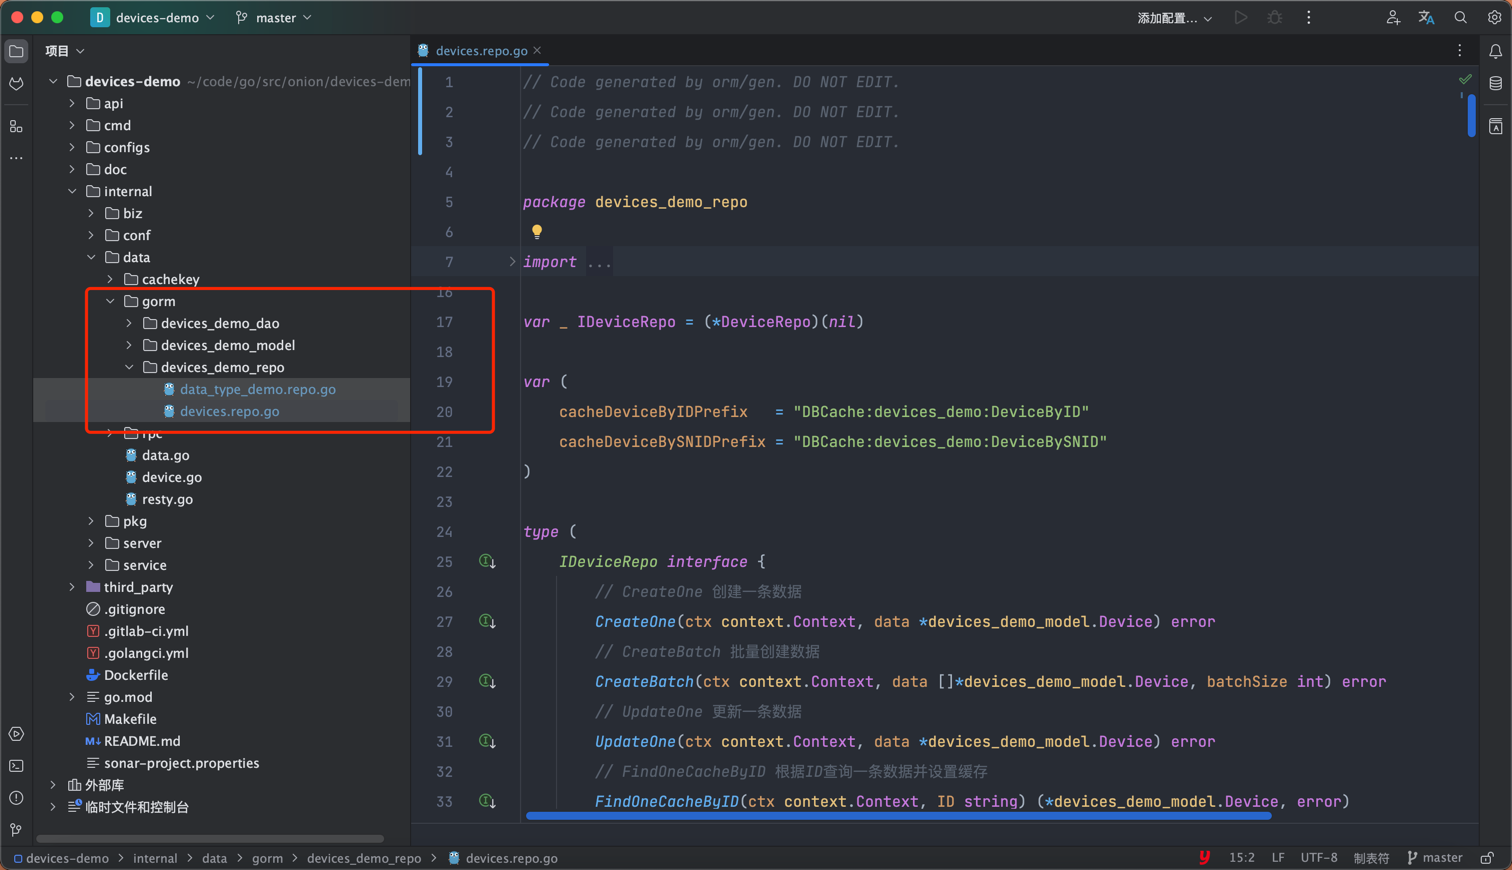 D devices-demo master 添加配置...
项目 devices.repo.go
devices-demo ~/code/go/src/onion/devices-dem
api
cmd
configs
doc
internal
biz
conf
data
cachekey
gorm
devices_demo_dao
devices_demo_model
devices_demo_repo
data_type_demo.repo.go
devices.repo.go
rpc
data.go
device.go
resty.go
pkg
server
service
third_party
.gitignore
.gitlab-ci.yml
.golangci.yml
Dockerfile
go.mod
Makefile
README.md
sonar-project.properties
外部库
临时文件和控制台
1 // Code generated by orm/gen. DO NOT EDIT.
2 // Code generated by orm/gen. DO NOT EDIT.
3 // Code generated by orm/gen. DO NOT EDIT.
4
5 package devices_demo_repo
6
7 import ...
16
17 var _ IDeviceRepo = (*DeviceRepo)(nil)
18
19 var (
20 cacheDeviceByIDPrefix = "DBCache:devices_demo:DeviceByID"
21 cacheDeviceBySNIDPrefix = "DBCache:devices_demo:DeviceBySNID"
22 )
23
24 type (
25 IDeviceRepo interface {
26 // CreateOne 创建一条数据
27 CreateOne(ctx context.Context, data *devices_demo_model.Device) error
28 // CreateBatch 批量创建数据
29 CreateBatch(ctx context.Context, data []*devices_demo_model.Device, batchSize int) error
30 // UpdateOne 更新一条数据
31 UpdateOne(ctx context.Context, data *devices_demo_model.Device) error
32 // FindOneCacheByID 根据ID查询一条数据并设置缓存
33 FindOneCacheByID(ctx context.Context, ID string) (*devices_demo_model.Device, error)
devices-demo > internal > data > gorm > devices_demo_repo > devices.repo.go 15:2 LF UTF-8 制表符 master